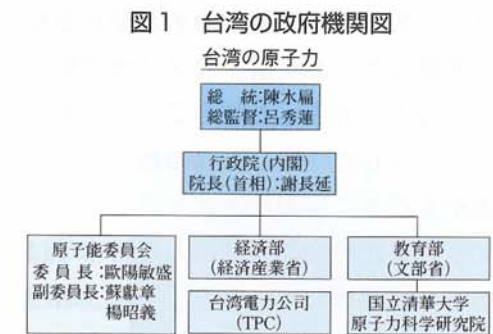 図1 台湾の政府機関図
台湾の原子力
総 統:陳水扁
総監督:呂秀蓮
行政院(内閣)
院長(首相):謝長延
原子能委員会
委員長:歐陽敏盛
副委員長:蘇獻章
楊昭義
経済部
(経済産業省)
台湾電力公司
(TPC)
教育部
(文部省)
国立清華大学
原子力科学研究院